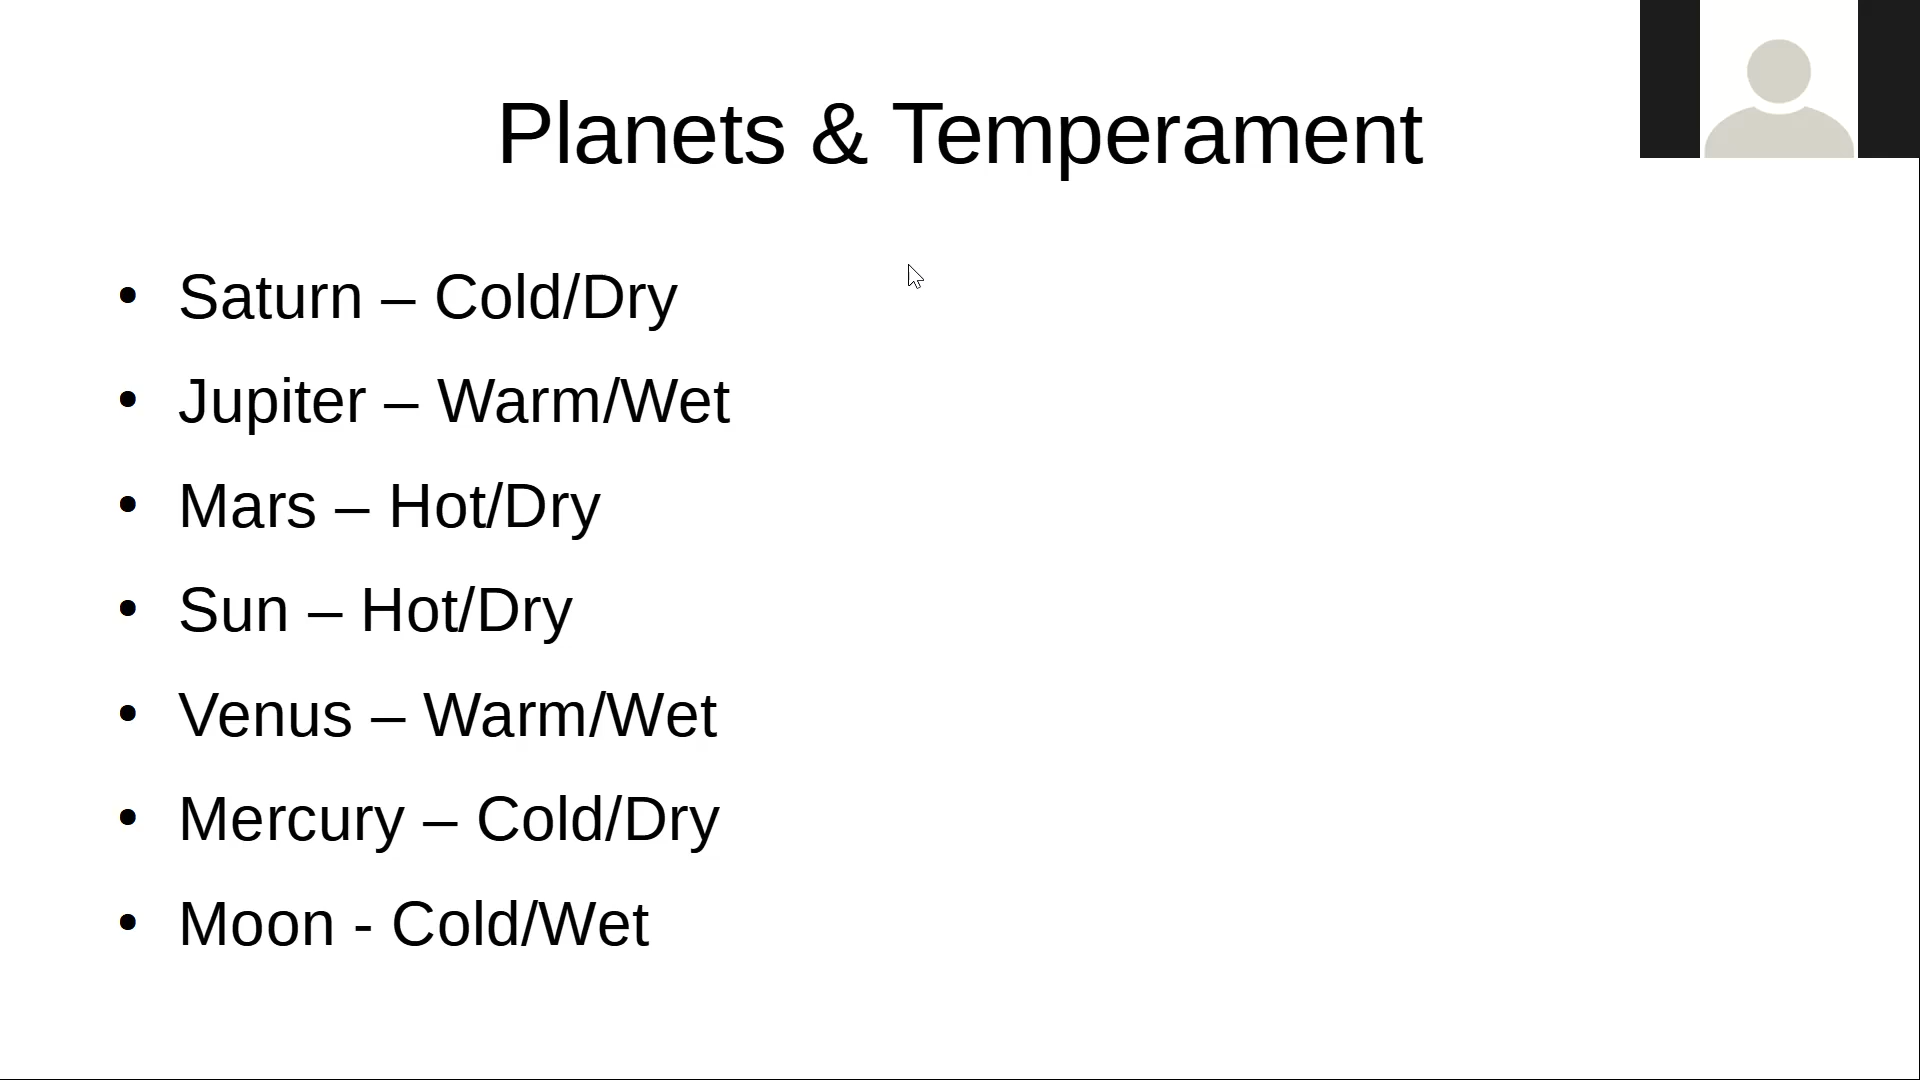 Planets & Temperament
• Saturn – Cold/Dry
• Jupiter – Warm/Wet
• Mars – Hot/Dry
• Sun – Hot/Dry
• Venus – Warm/Wet
• Mercury – Cold/Dry
• Moon - Cold/Wet